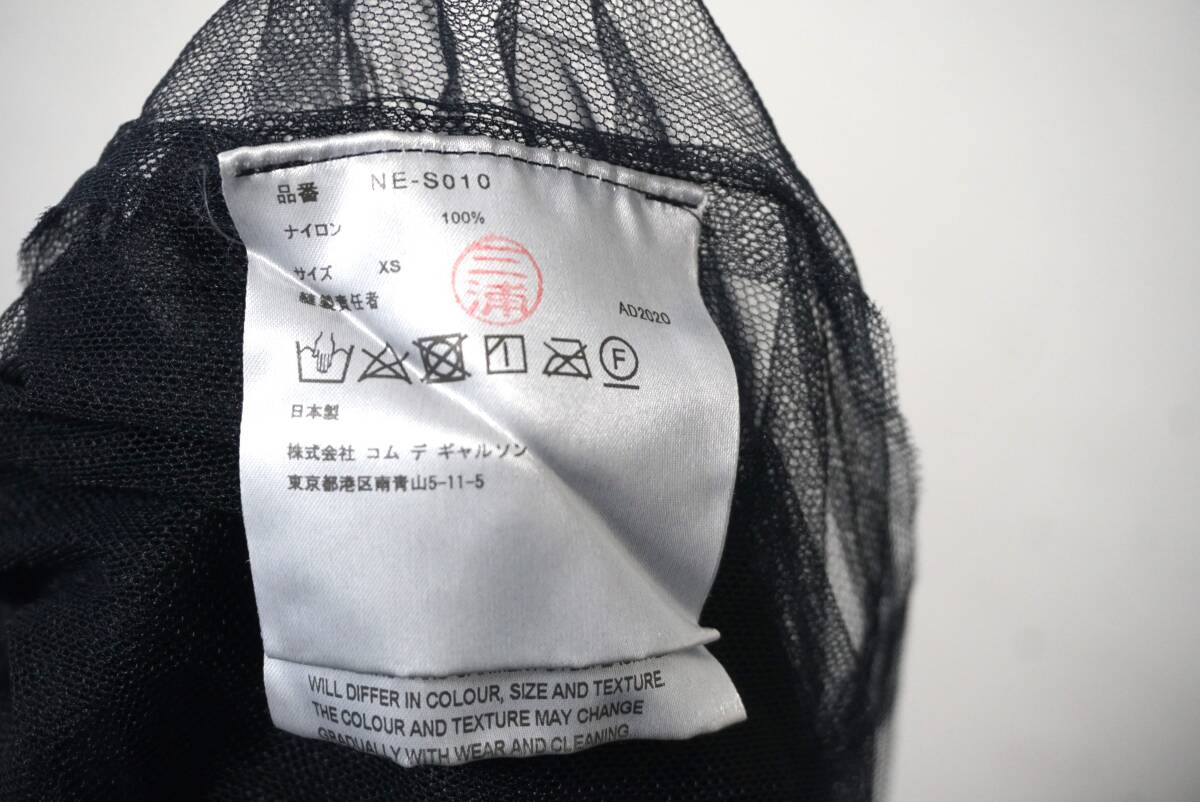 品番 NE-S010
ナイロン 100%
サイズ XS
縫製責任者 三浦
AD2020
F
日本製
株式会社 コム デ ギャルソン
東京都港区南青山5-11-5
WILL DIFFER IN COLOUR, SIZE AND TEXTURE
THE COLOUR AND TEXTURE MAY CHANGE
GRADUALLY WITH WEAR AND CLEANING